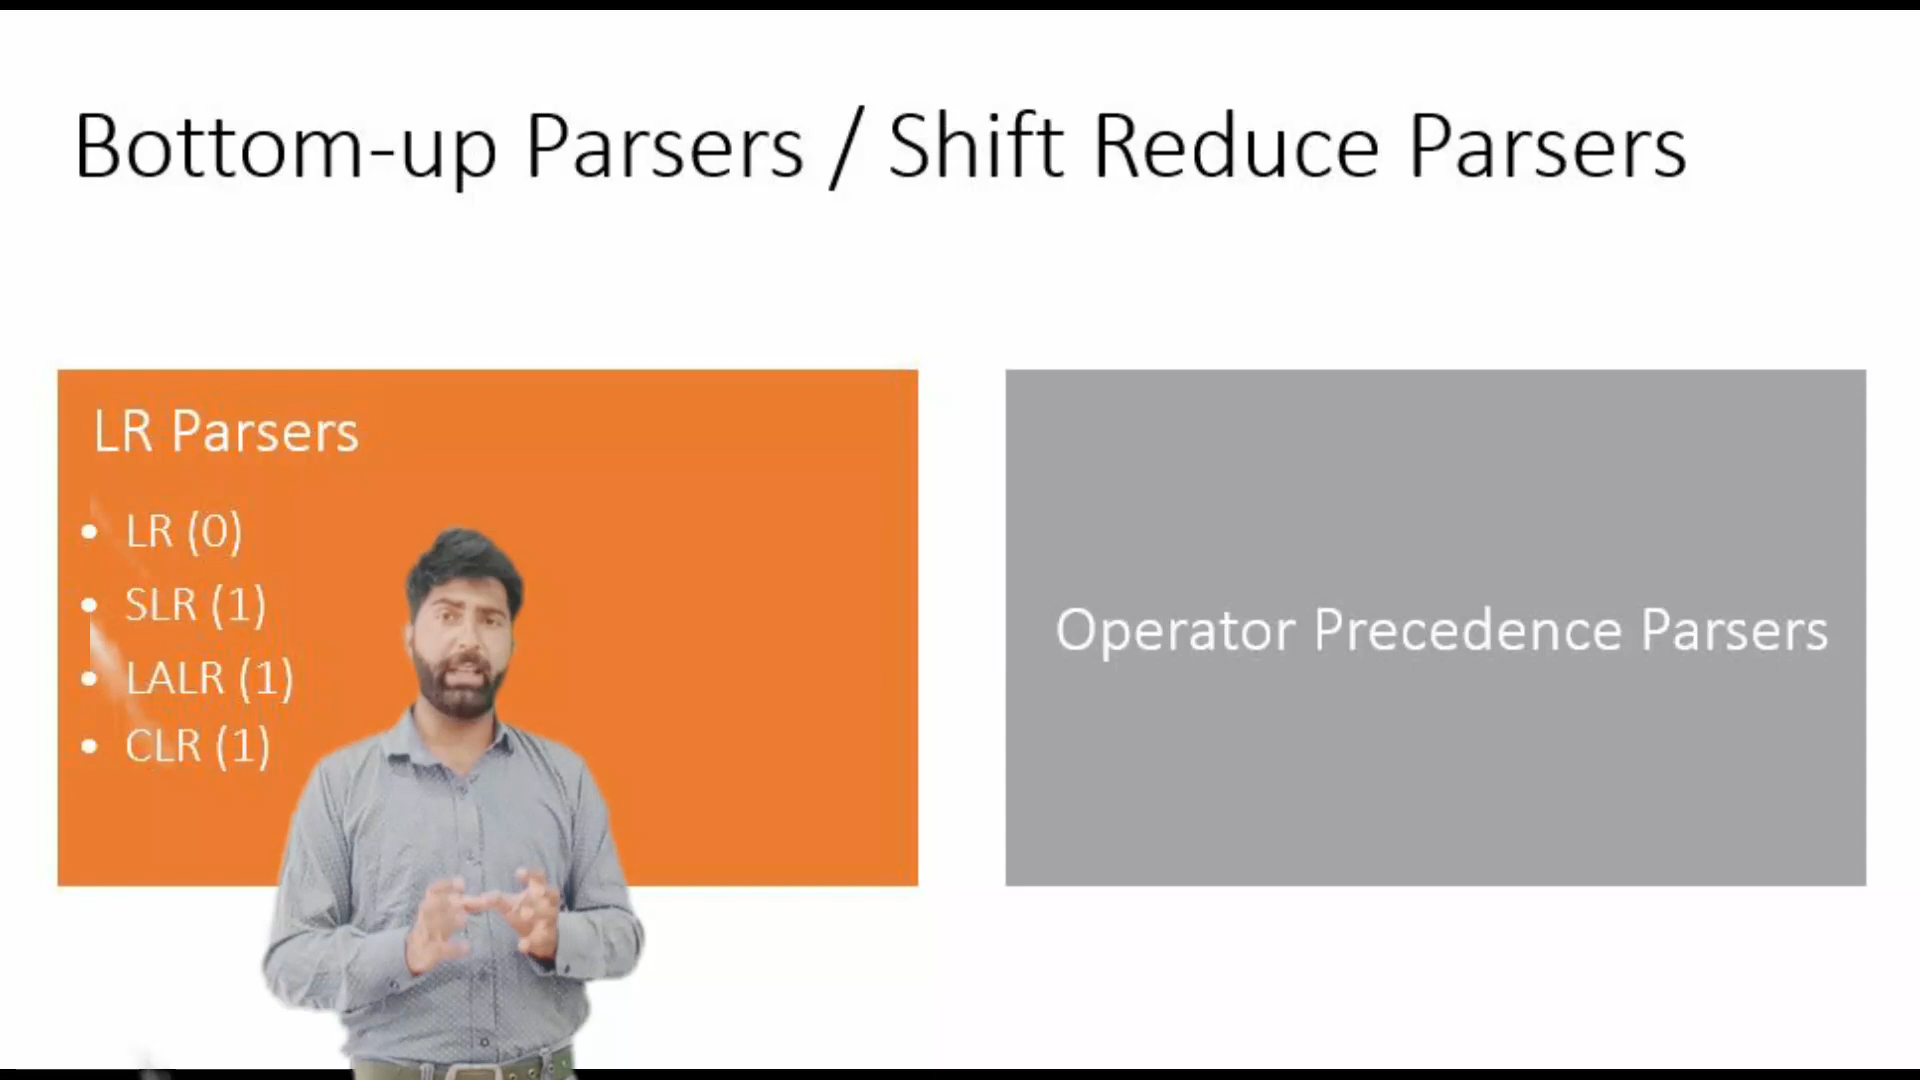 Bottom-up Parsers / Shift Reduce Parsers
LR Parsers
• LR (0)
• SLR (1)
• LALR (1)
• CLR (1)
Operator Precedence Parsers